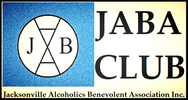 J B
JABA
CLUB
Jacksonville Alcoholics Benevolent Association Inc.